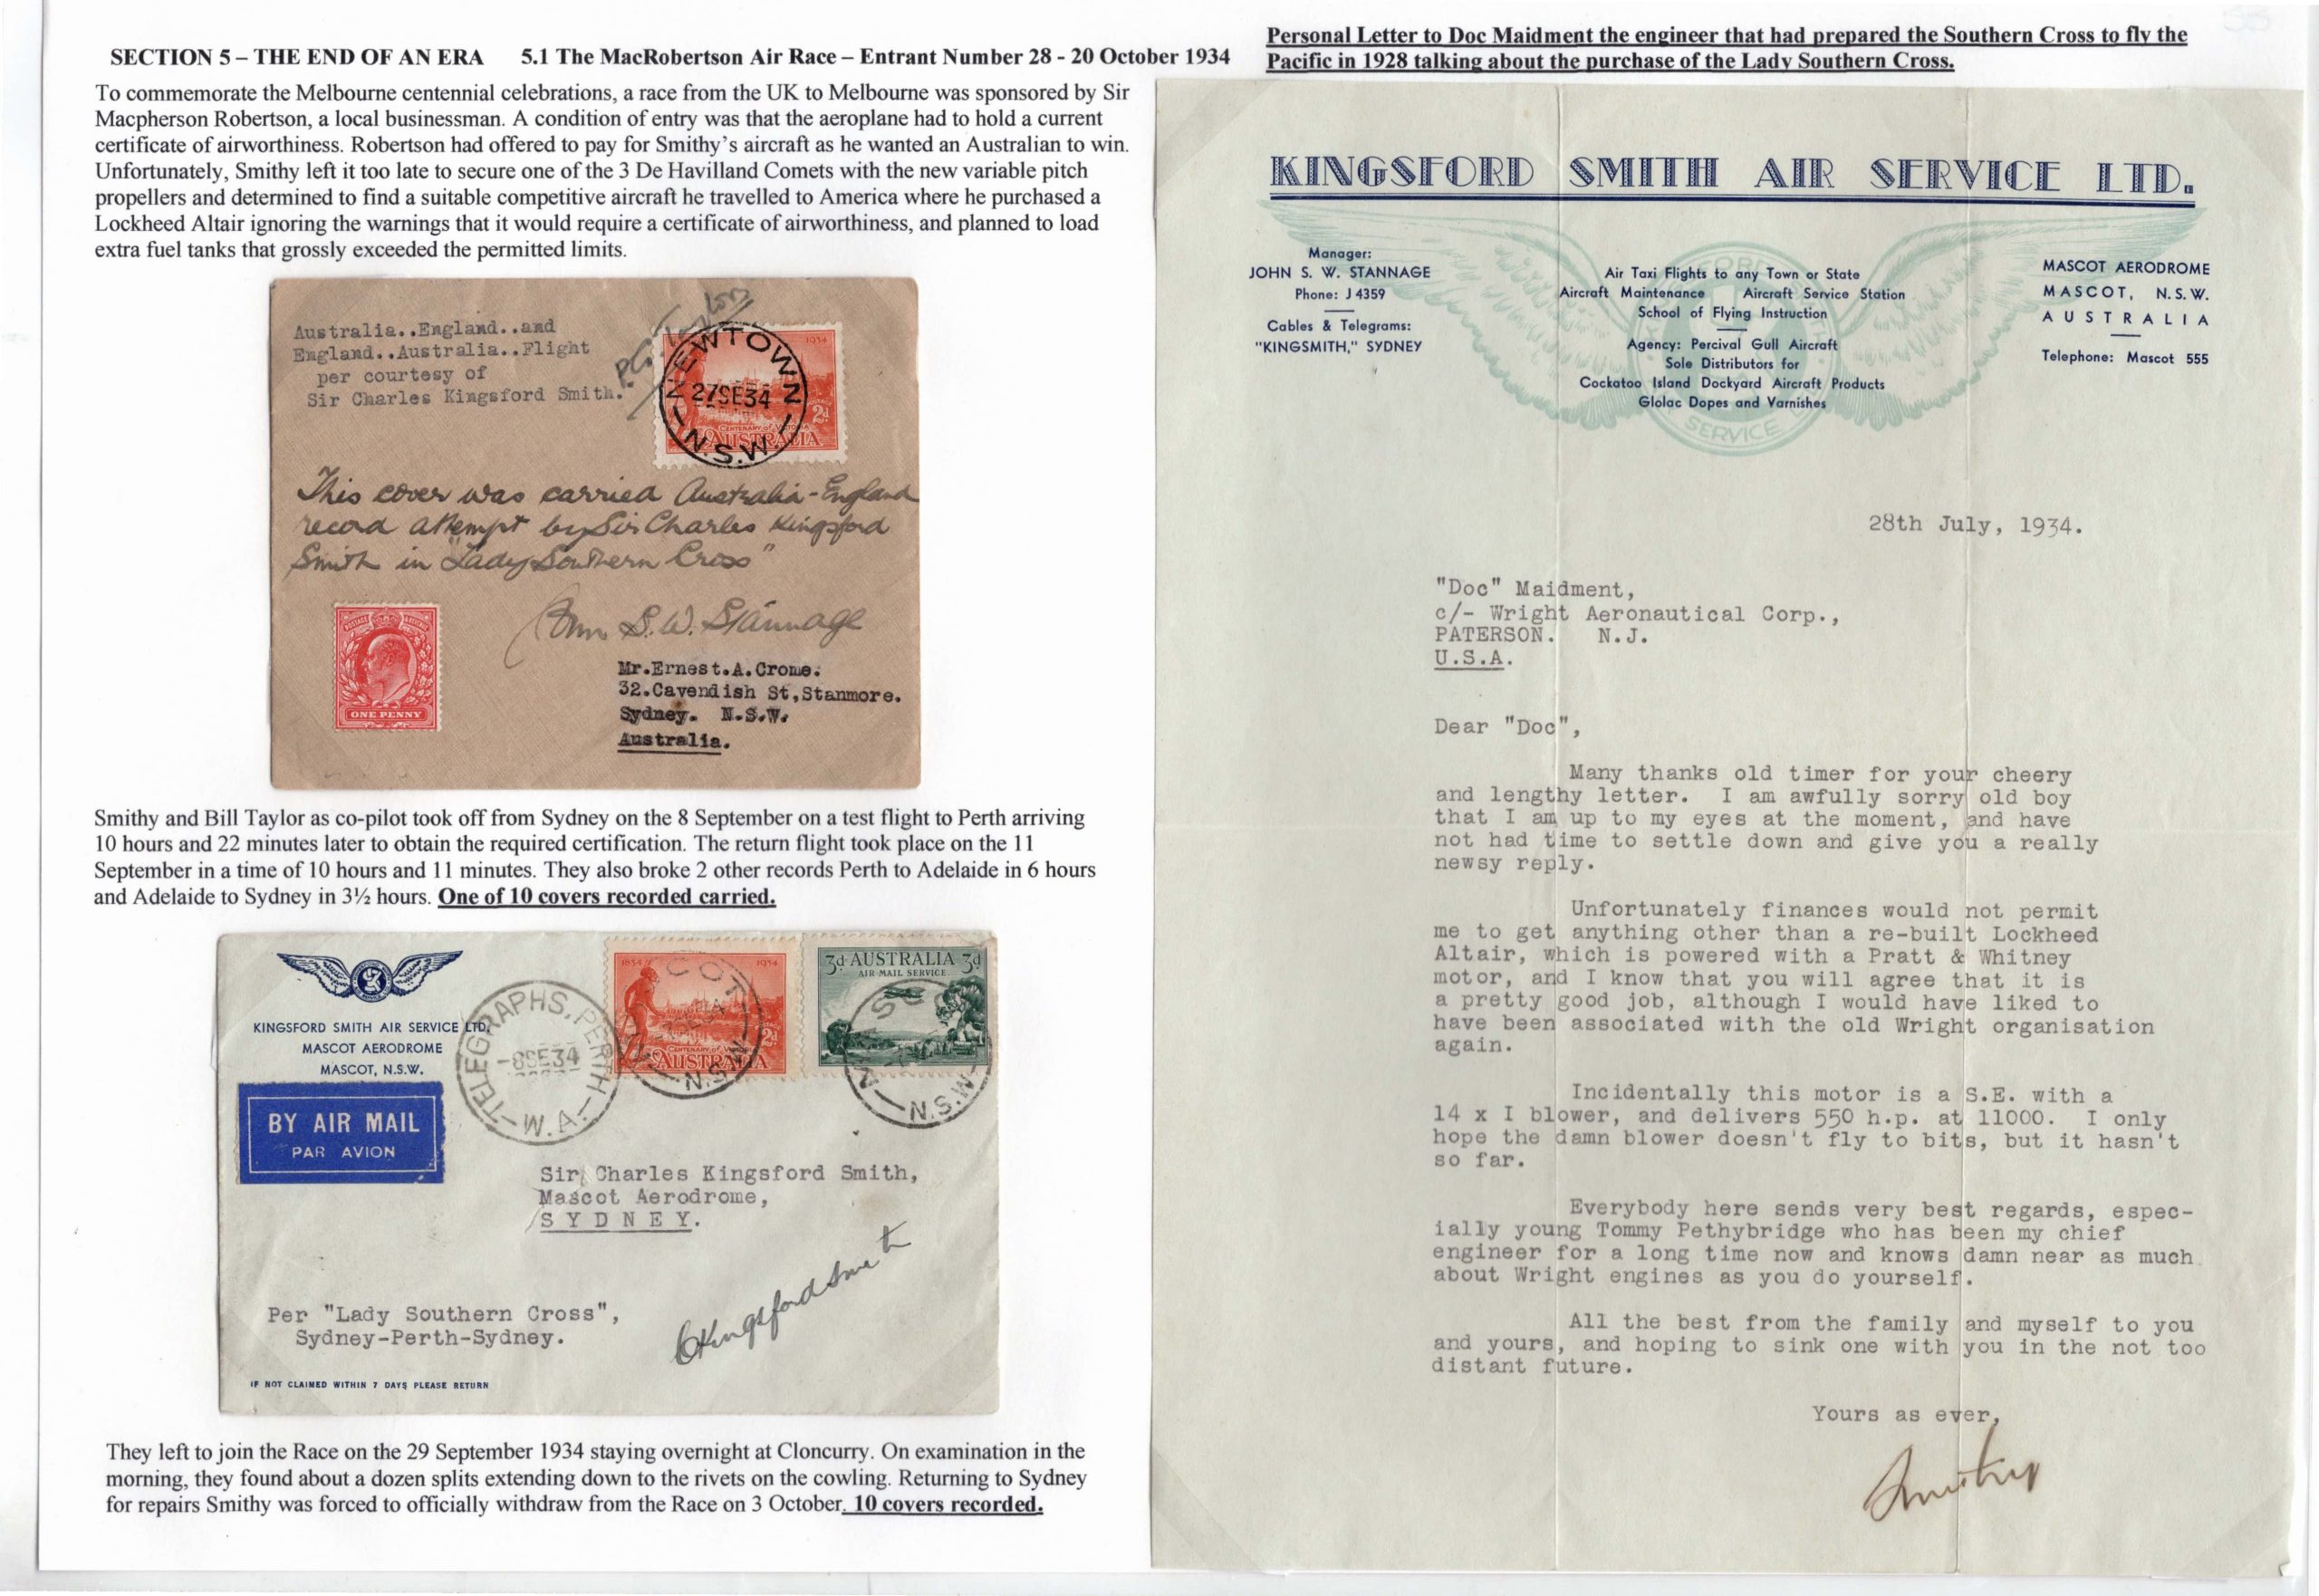 SECTION 5 – THE END OF AN ERA 5.1 The MacRobertson Air Race – Entrant Number 28 - 20 October 1934
To commemorate the Melbourne centennial celebrations, a race from the UK to Melbourne was sponsored by Sir
Macpherson Robertson, a local businessman. A condition of entry was that the aeroplane had to hold a current
certificate of airworthiness. Robertson had offered to pay for Smithy's aircraft as he wanted an Australian to win.
Unfortunately, Smithy left it too late to secure one of the 3 De Havilland Comets with the new variable pitch
propellers and determined to find a suitable competitive aircraft he travelled to America where he purchased a
Lockheed Altair ignoring the warnings that it would require a certificate of airworthiness, and planned to load
extra fuel tanks that grossly exceeded the permitted limits.
Australia..England..and
England..Australia..Flight
per courtesy of
Sir Charles Kingsford Smith.
P.G. Taylor
NEWTOWN
27SE34
N.S.W.
1934
2d
CENTENARY of VICTORIA
AUSTRALIA
This cover was carried Australia-England
record attempt by Sir Charles Kingsford
Smith in "Lady Southern Cross"
John S.W. Stannage
POSTAGE & REVENUE
ONE PENNY
Mr.Ernest.A.Crome.
32.Cavendish St,Stanmore.
Sydney. N.S.W.
Australia.
Smithy and Bill Taylor as co-pilot took off from Sydney on the 8 September on a test flight to Perth arriving
10 hours and 22 minutes later to obtain the required certification. The return flight took place on the 11
September in a time of 10 hours and 11 minutes. They also broke 2 other records Perth to Adelaide in 6 hours
and Adelaide to Sydney in 3½ hours. One of 10 covers recorded carried.
KINGSFORD SMITH AIR SERVICE LTD.
MASCOT AERODROME
MASCOT, N.S.W.
BY AIR MAIL
PAR AVION
TELEGRAPHS, PERTH
-8SE34
W.A.
1834 1934
2d
CENTENARY of VICTORIA
AUSTRALIA
N.S.W.
3d AUSTRALIA 3d
AIR MAIL SERVICE
N.S.W.
Sir Charles Kingsford Smith,
Mascot Aerodrome,
SYDNEY.
CKingsford Smith
Per "Lady Southern Cross",
Sydney-Perth-Sydney.
IF NOT CLAIMED WITHIN 7 DAYS PLEASE RETURN
They left to join the Race on the 29 September 1934 staying overnight at Cloncurry. On examination in the
morning, they found about a dozen splits extending down to the rivets on the cowling. Returning to Sydney
for repairs Smithy was forced to officially withdraw from the Race on 3 October. 10 covers recorded.
Personal Letter to Doc Maidment the engineer that had prepared the Southern Cross to fly the
Pacific in 1928 talking about the purchase of the Lady Southern Cross.
KINGSFORD SMITH AIR SERVICE LTD.
Manager:
JOHN S. W. STANNAGE
Phone: J 4359
Cables & Telegrams:
"KINGSMITH," SYDNEY
Air Taxi Flights to any Town or State
Aircraft Maintenance Aircraft Service Station
School of Flying Instruction
Agency: Percival Gull Aircraft
Sole Distributors for
Cockatoo Island Dockyard Aircraft Products
Glolac Dopes and Varnishes
SERVICE
MASCOT AERODROME
MASCOT, N.S.W.
AUSTRALIA
Telephone: Mascot 555
28th July, 1934.
"Doc" Maidment,
c/- Wright Aeronautical Corp.,
PATERSON. N.J.
U.S.A.
Dear "Doc",
Many thanks old timer for your cheery
and lengthy letter. I am awfully sorry old boy
that I am up to my eyes at the moment, and have
not had time to settle down and give you a really
newsy reply.
Unfortunately finances would not permit
me to get anything other than a re-built Lockheed
Altair, which is powered with a Pratt & Whitney
motor, and I know that you will agree that it is
a pretty good job, although I would have liked to
have been associated with the old Wright organisation
again.
Incidentally this motor is a S.E. with a
14 x I blower, and delivers 550 h.p. at 11000. I only
hope the damn blower doesn't fly to bits, but it hasn't
so far.
Everybody here sends very best regards, espec-
ially young Tommy Pethybridge who has been my chief
engineer for a long time now and knows damn near as much
about Wright engines as you do yourself.
All the best from the family and myself to you
and yours, and hoping to sink one with you in the not too
distant future.
Yours as ever,
Smithy